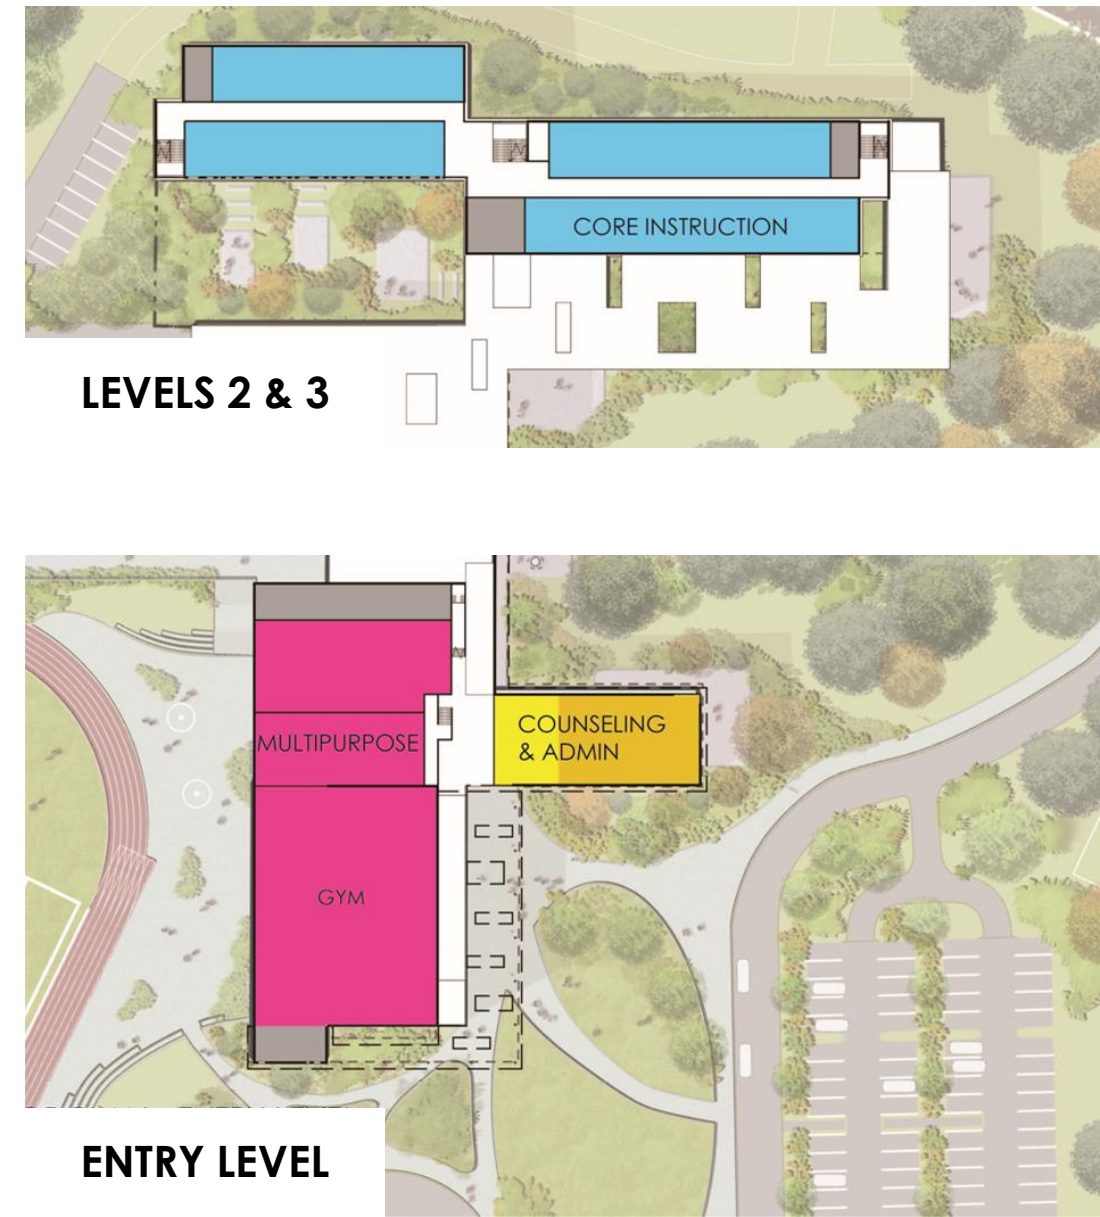 CORE INSTRUCTION
LEVELS 2 & 3
COUNSELING
& ADMIN
MULTIPURPOSE
GYM
ENTRY LEVEL